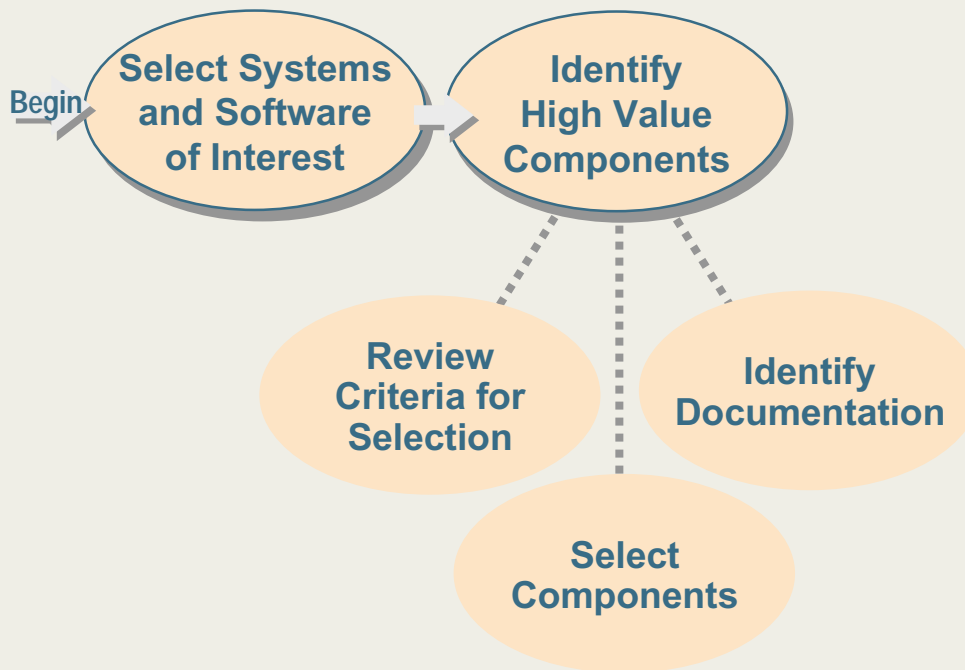 Begin
Select Systems
and Software
of Interest
Identify
High Value
Components
Review
Criteria for
Selection
Identify
Documentation
Select
Components